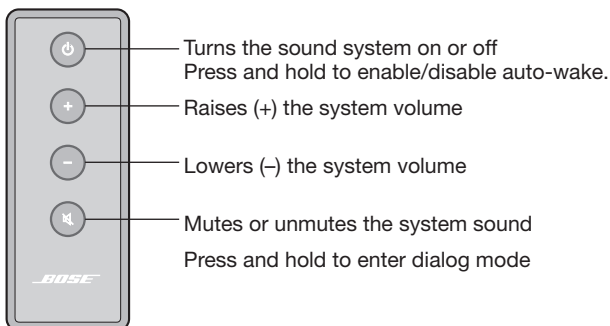 Turns the sound system on or off
Press and hold to enable/disable auto-wake.
+
Raises (+) the system volume
–
Lowers (–) the system volume
Mutes or unmutes the system sound
Press and hold to enter dialog mode
BOSE